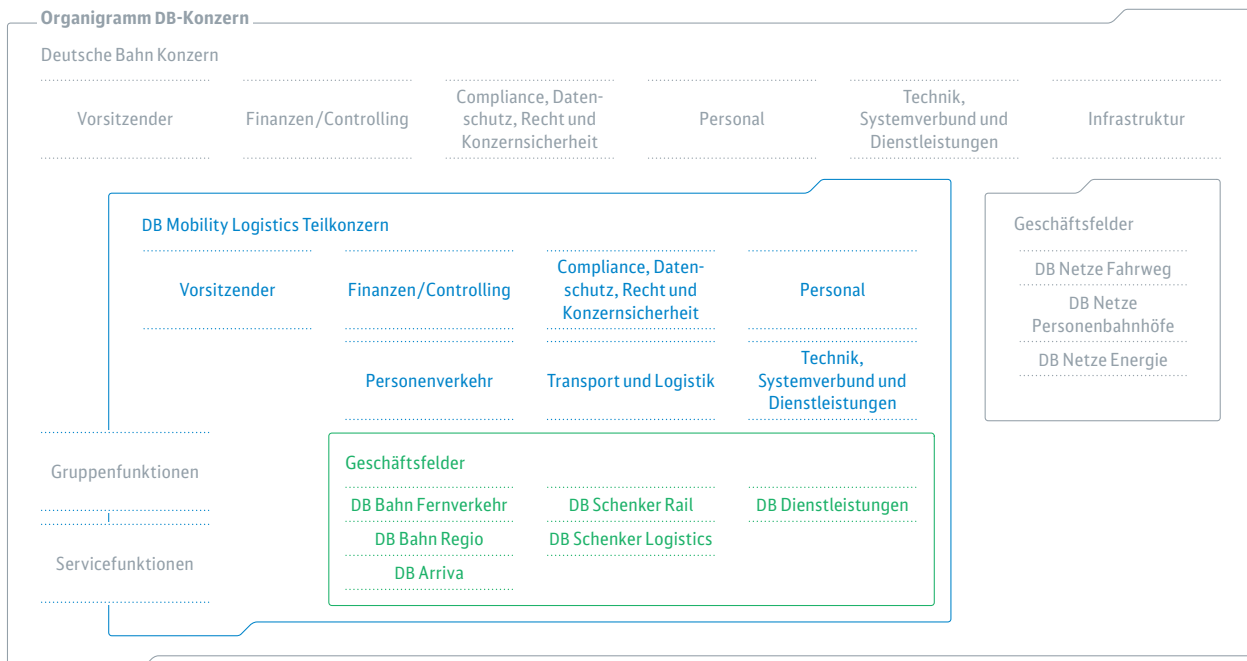 Organigramm DB-Konzern
Deutsche Bahn Konzern
Vorsitzender
Finanzen/Controlling
Compliance, Daten-
schutz, Recht und
Konzernsicherheit
Personal
Technik,
Systemverbund und
Dienstleistungen
Infrastruktur
DB Mobility Logistics Teilkonzern
Vorsitzender
Finanzen/Controlling
Compliance, Daten-
schutz, Recht und
Konzernsicherheit
Personal
Personenverkehr
Transport und Logistik
Technik,
Systemverbund und
Dienstleistungen
Geschäftsfelder
DB Netze Fahrweg
DB Netze
Personenbahnhöfe
DB Netze Energie
Gruppenfunktionen
Servicefunktionen
Geschäftsfelder
DB Bahn Fernverkehr
DB Bahn Regio
DB Arriva
DB Schenker Rail
DB Schenker Logistics
DB Dienstleistungen